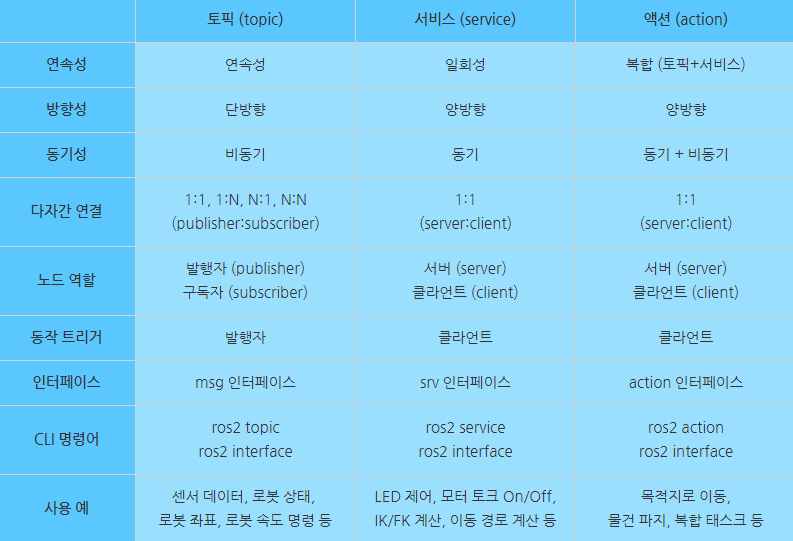 토픽 (topic) 서비스 (service) 액션 (action)
연속성 연속성 일회성 복합 (토픽+서비스)
방향성 단방향 양방향 양방향
동기성 비동기 동기 동기 + 비동기
다자간 연결 1:1, 1:N, N:1, N:N (publisher:subscriber) 1:1 (server:client) 1:1 (server:client)
노드 역할 발행자 (publisher) 구독자 (subscriber) 서버 (server) 클라이언트 (client) 서버 (server) 클라이언트 (client)
동작 트리거 발행자 클라이언트 클라이언트
인터페이스 msg 인터페이스 srv 인터페이스 action 인터페이스
CLI 명령어 ros2 topic ros2 interface ros2 service ros2 interface ros2 action ros2 interface
사용 예 센서 데이터, 로봇 상태, 로봇 좌표, 로봇 속도 명령 등 LED 제어, 모터 토크 On/Off, IK/FK 계산, 이동 경로 계산 등 목적지로 이동, 물건 파지, 복합 태스크 등